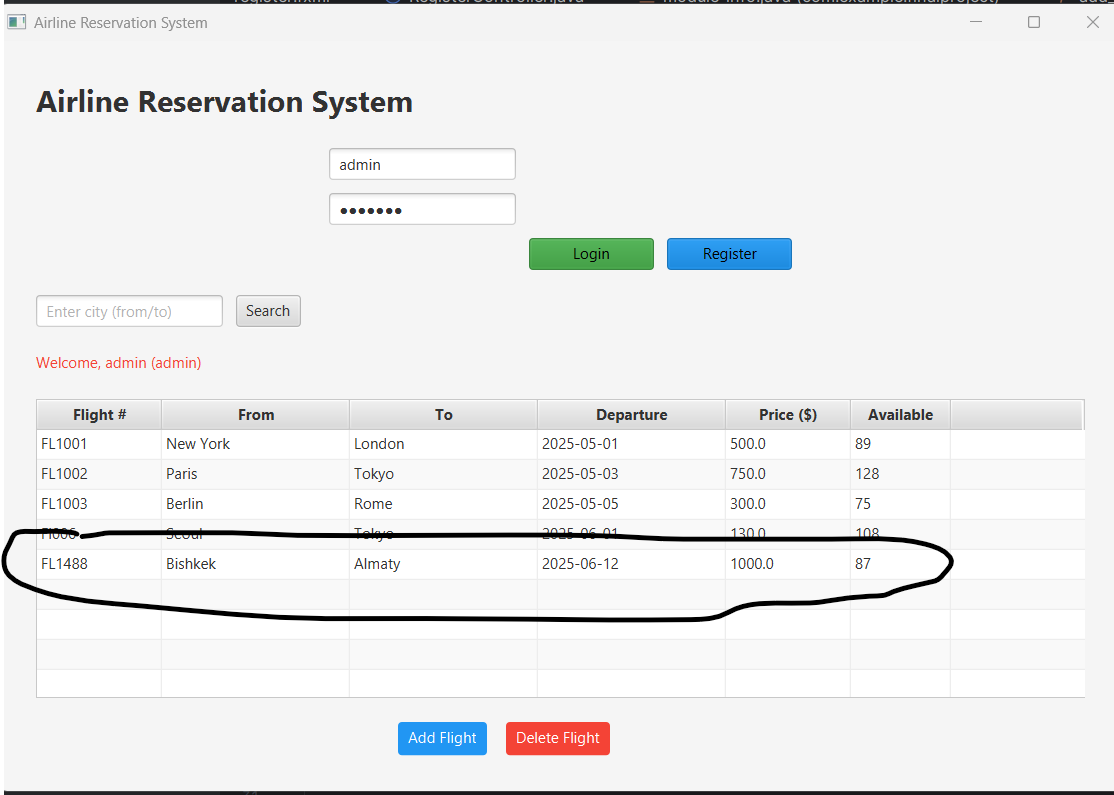 Airline Reservation System
Airline Reservation System
admin
●●●●●●●
Login Register
Enter city (from/to) Search
Welcome, admin (admin)
Flight # From To Departure Price ($) Available
FL1001 New York London 2025-05-01 500.0 89
FL1002 Paris Tokyo 2025-05-03 750.0 128
FL1003 Berlin Rome 2025-05-05 300.0 75
Seoul Tokyo 2025-06-01 130.0 108
FL1488 Bishkek Almaty 2025-06-12 1000.0 87
Add Flight Delete Flight